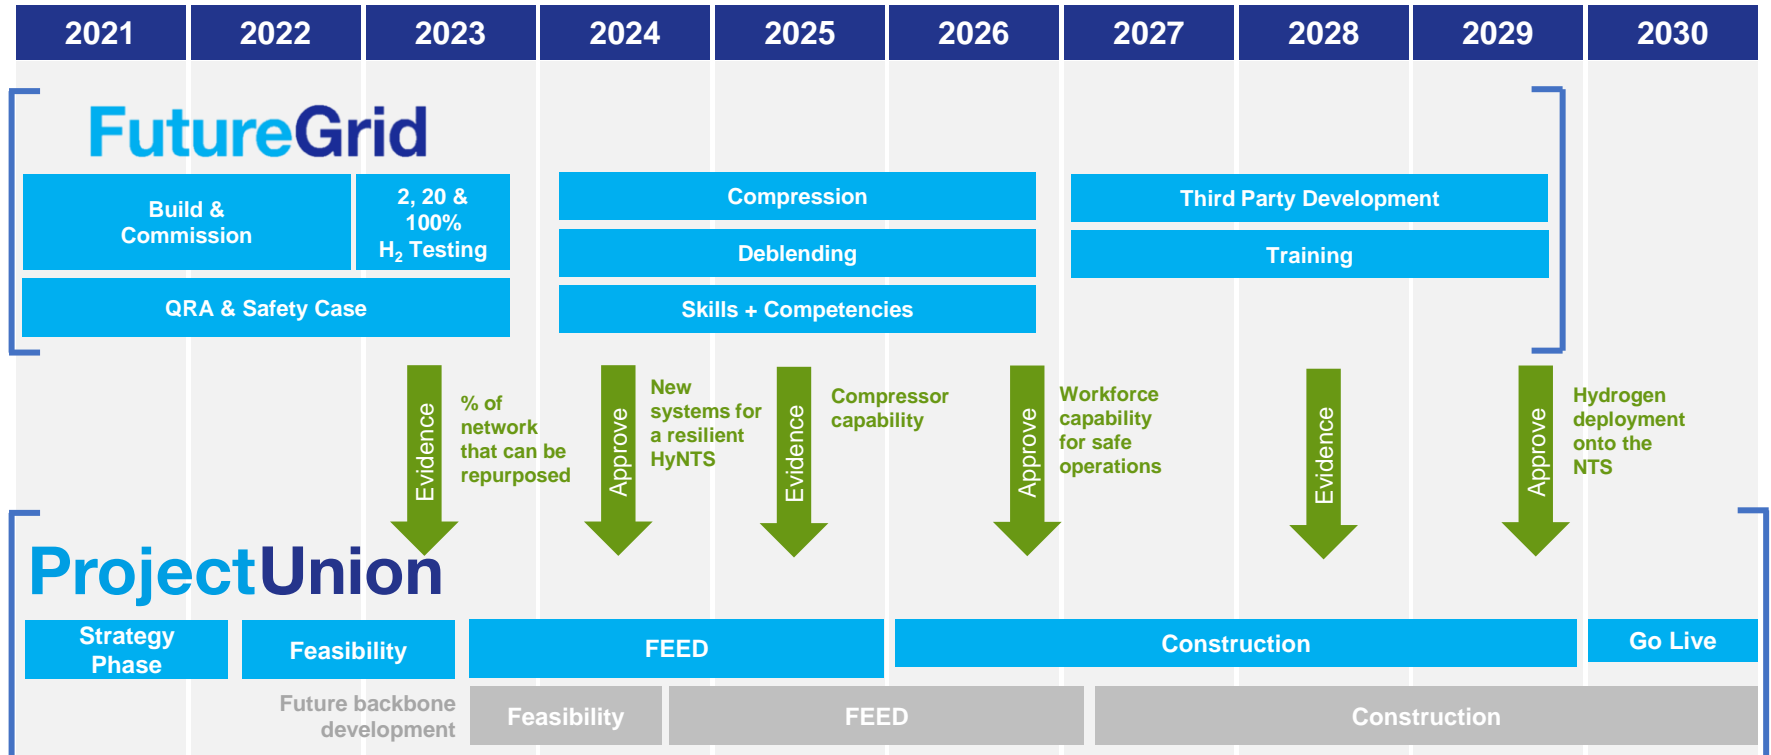 2021 2022 2023 2024 2025 2026 2027 2028 2029 2030
FutureGrid
Build &
Commission
2, 20 &
100%
H₂ Testing
QRA & Safety Case
Compression
Deblending
Skills + Competencies
Third Party Development
Training
Evidence
% of
network
that can be
repurposed
Approve
New
systems for
a resilient
HyNTS
Evidence
Compressor
capability
Approve
Workforce
capability
for safe
operations
Evidence
Approve
Hydrogen
deployment
onto the
NTS
ProjectUnion
Strategy
Phase
Feasibility
FEED
Construction
Go Live
Future backbone
development
Feasibility
FEED
Construction